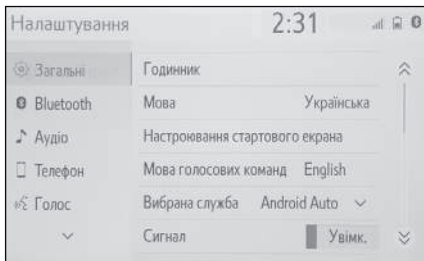 Налаштування 2:31
Загальні
Bluetooth
Аудіо
Телефон
Голос
Годинник
Мова Українська
Настроювання стартового екрана
Мова голосових команд English
Вибрана служба Android Auto
Сигнал Увімк.